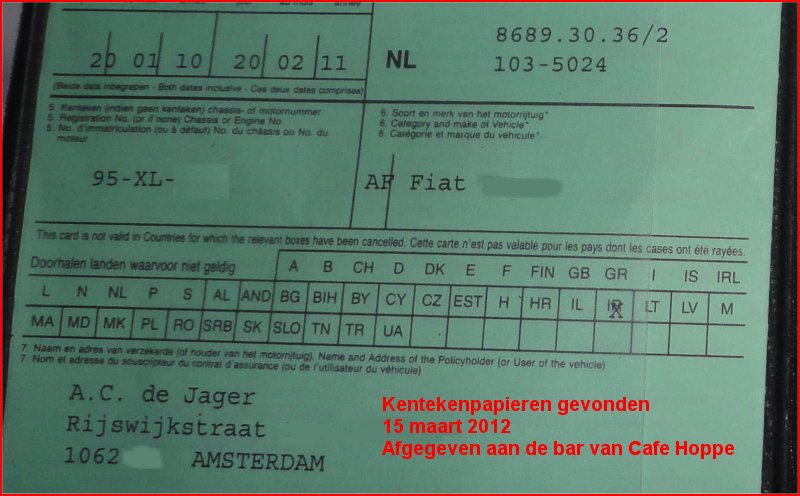 au mois année
20 01 10 20 02 11
NL
8689.30.36/2
103-5024
(Beide data inbegrepen - Both dates inclusive - Ces deux dates comprises)
5. Kenteken (indien geen kenteken) chassis- of motornummer
5. Registration No. (or if none) Chassis or Engine No.
5. No. d'immatriculation (ou à défaut) No. du châssis ou No. du
moteur
6. Soort en merk van het motorrijtuig*
6. Category and make of Vehicle*
6. Catégorie et marque du véhicule*
95-XL-
AF Fiat
This card is not valid in Countries for which the relevant boxes have been cancelled. Cette carte n'est pas valable pour les pays dont les cases ont été rayées.
Doorhalen landen waarvoor niet geldig A B CH D DK E F FIN GB GR I IS IRL
L N NL P S AL AND BG BIH BY CY CZ EST H HR IL IR LT LV M
MA MD MK PL RO SRB SK SLO TN TR UA
7. Naam en adres van verzekerde (of houder van het motorrijtuig). Name and Address of the Policyholder (or User of the vehicle)
7. Nom et adresse du souscripteur du contrat d'assurance (ou de l'utilisateur du véhicule)
A.C. de Jager
Rijswijkstraat
1062 AMSTERDAM
Kentekenpapieren gevonden
15 maart 2012
Afgegeven aan de bar van Cafe Hoppe